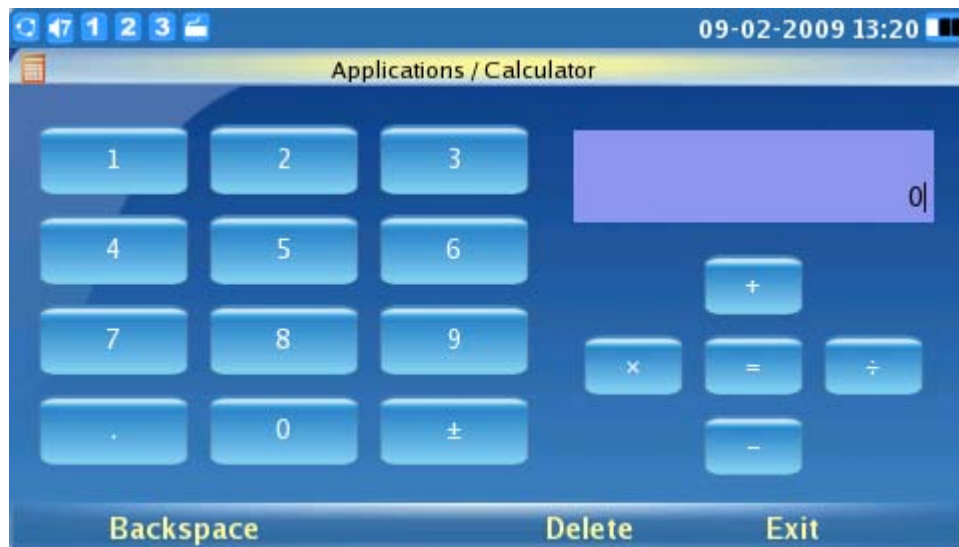 7 1 2 3 09-02-2009 13:20
Applications / Calculator
1 2 3
0
4 5 6
+
7 8 9
× = ÷
. 0 ±
−
Backspace Delete Exit